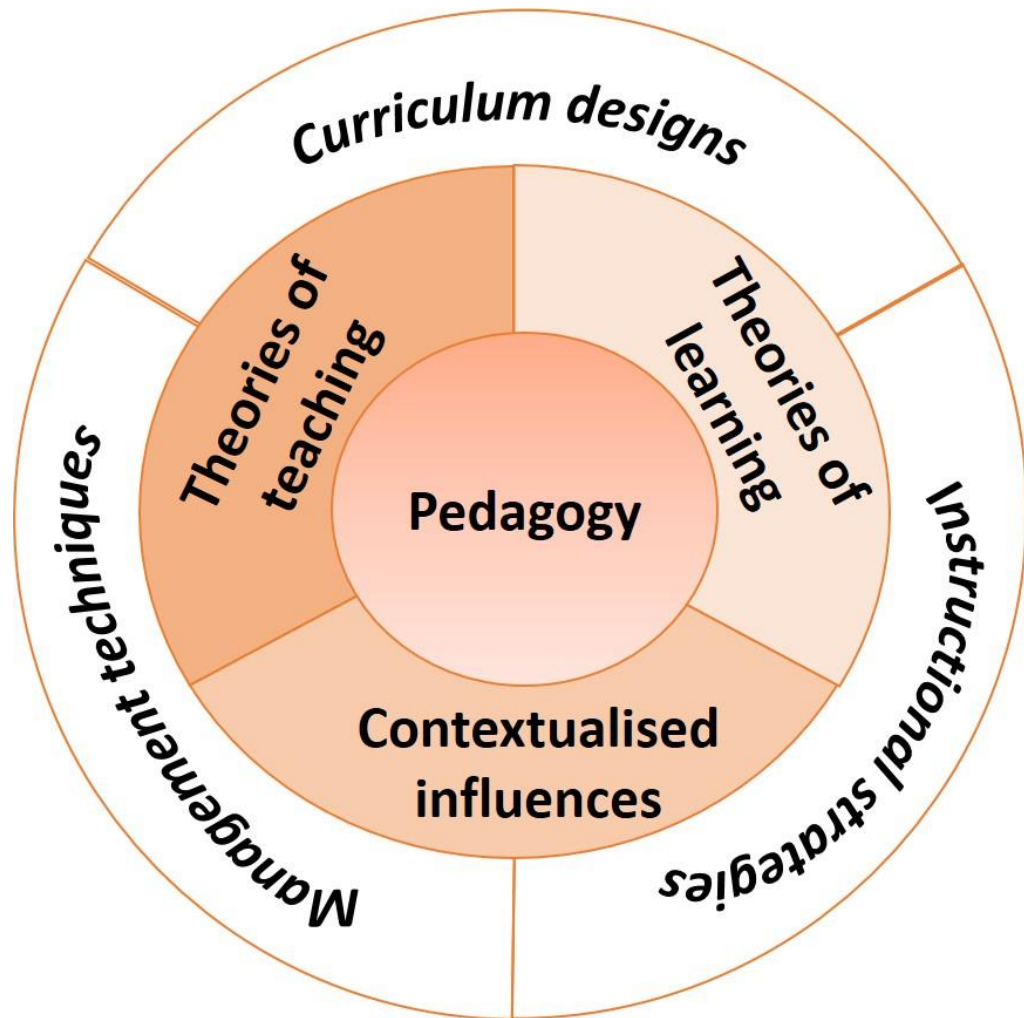 Curriculum designs
Theories of
teaching
Theories of
learning
Pedagogy
Contextualised
influences
Management techniques
Instructional strategies